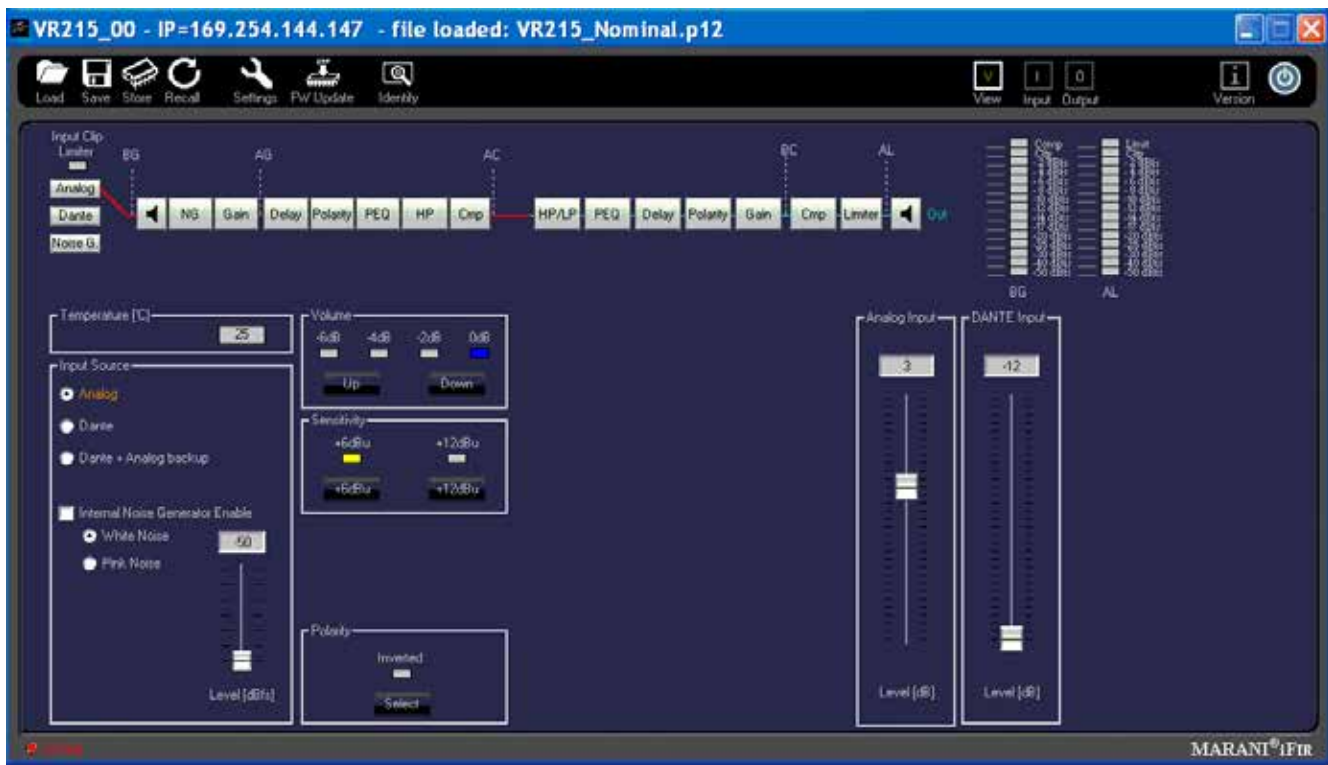 VR215_00 - IP=169.254.144.147 - file loaded: VR215_Nominal.p12
Load Save Store Recall Settings FW Update Identity View Input Output Version
V I O i
Input Clip
Limiter
BG AG AC BC AL
Analog
Dante
Noise G.
NG Gain Delay Polarity PEQ HP Cmp HP/LP PEQ Delay Polarity Gain Cmp Limiter Out
Comp Limit
Clip Clip
BG AL
Temperature [°C]
25
Volume
-6dB -4dB -2dB 0dB
Up Down
Input Source
Analog
Dante
Dante + Analog backup
Internal Noise Generator Enable
White Noise
Pink Noise
-50
Level [dBfs]
Sensitivity
+6dBu +12dBu
+6dBu +12dBu
Polarity
Inverted
Select
Analog Input
3
Level [dB]
DANTE Input
-12
Level [dB]
MARANI® iFIR